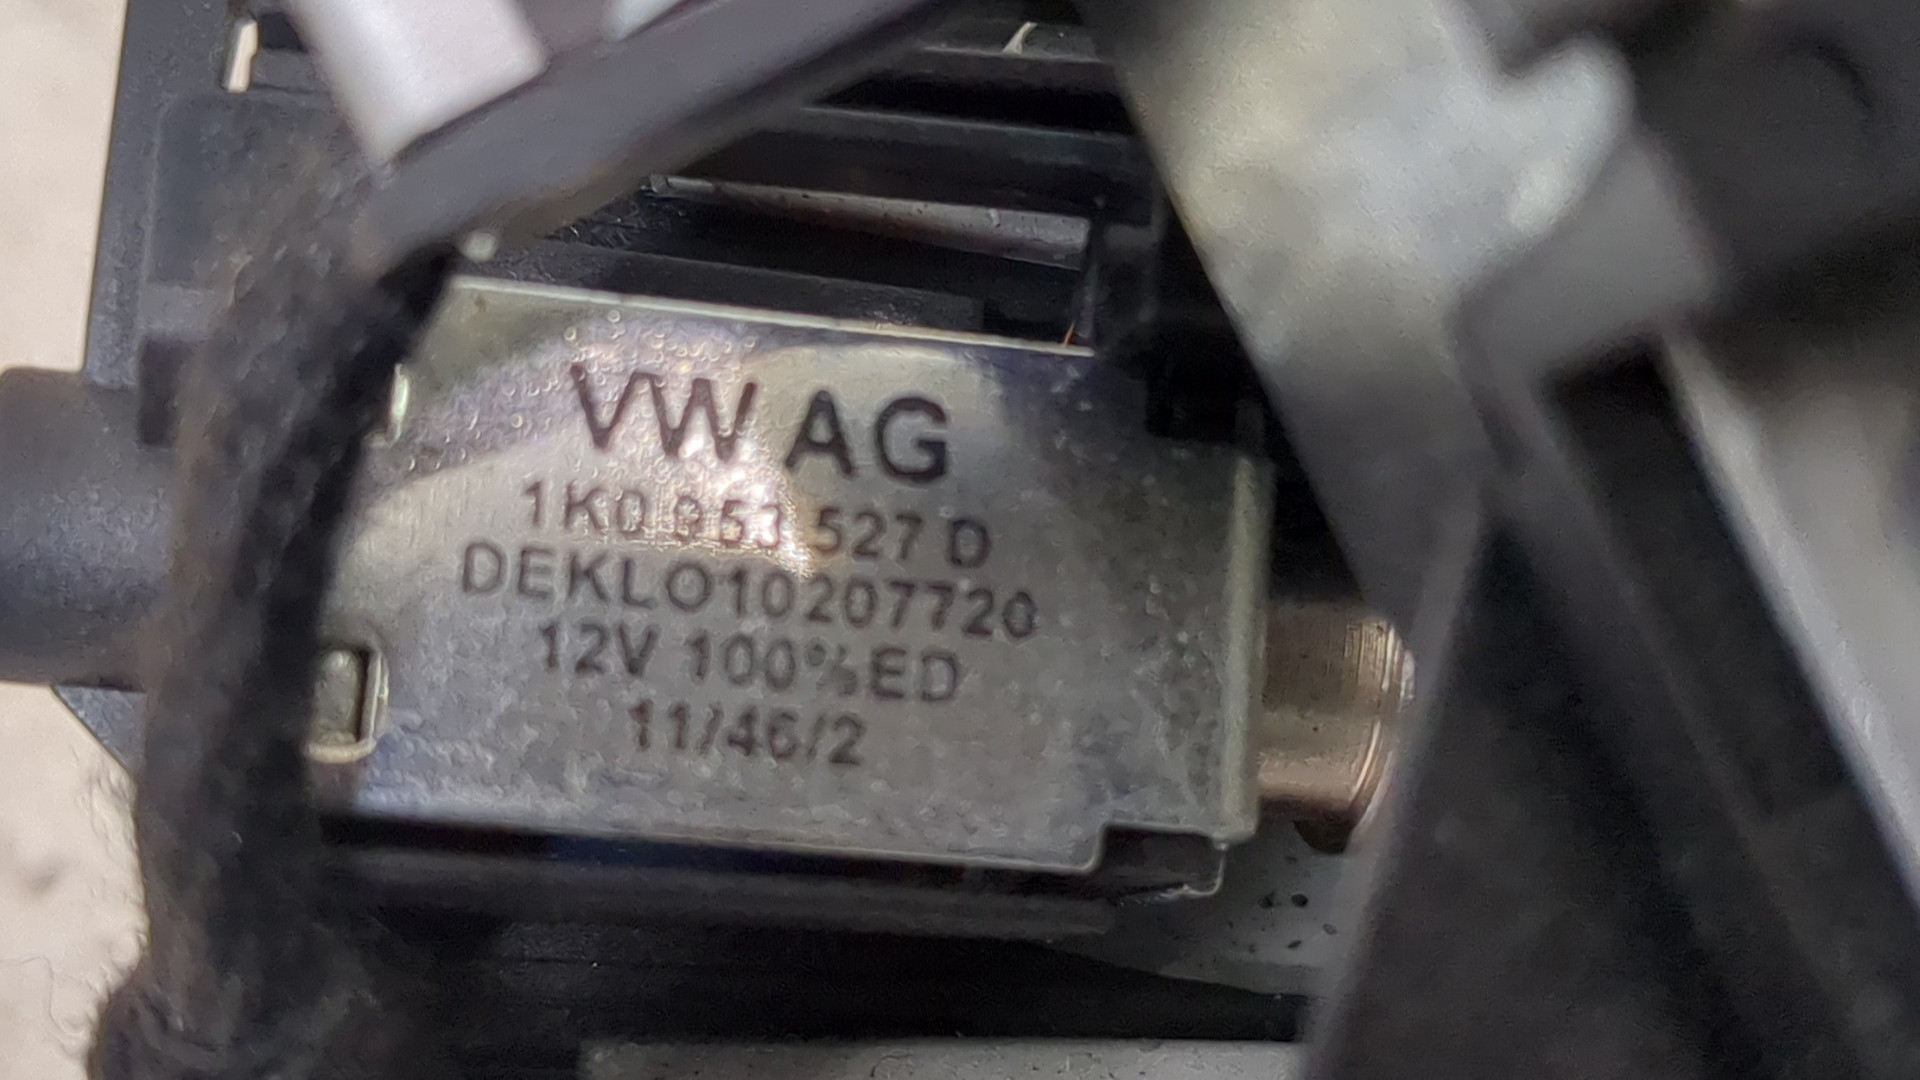 VW AG
1K0 953 527 D
DEKLO10207720
12V 100%ED
11/46/2